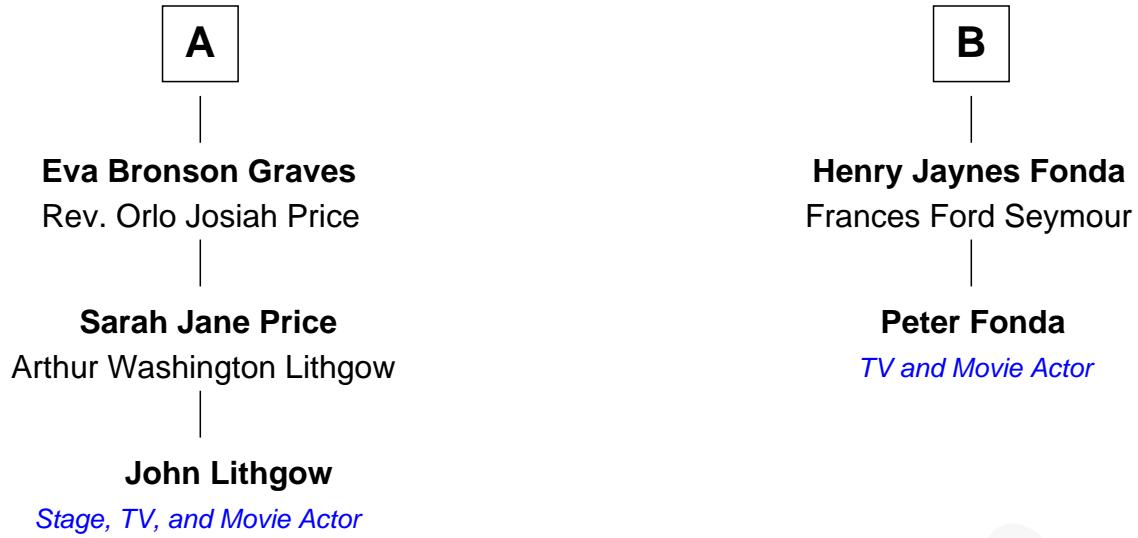 A
Eva Bronson Graves
Rev. Orlo Josiah Price
Sarah Jane Price
Arthur Washington Lithgow
John Lithgow
Stage, TV, and Movie Actor
B
Henry Jaynes Fonda
Frances Ford Seymour
Peter Fonda
TV and Movie Actor